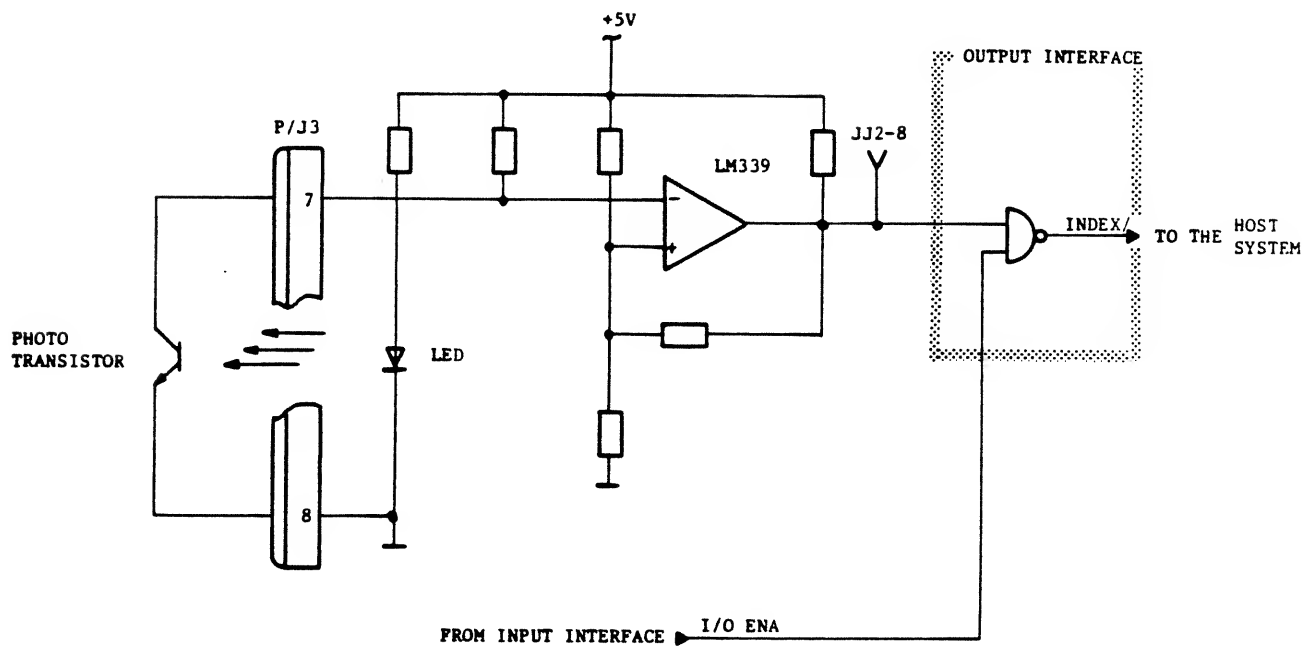 +5V
OUTPUT INTERFACE
P/J3
JJ2-8
LM339
7
-
+
INDEX/
TO THE HOST
SYSTEM
PHOTO
TRANSISTOR
LED
8
FROM INPUT INTERFACE
I/O ENA